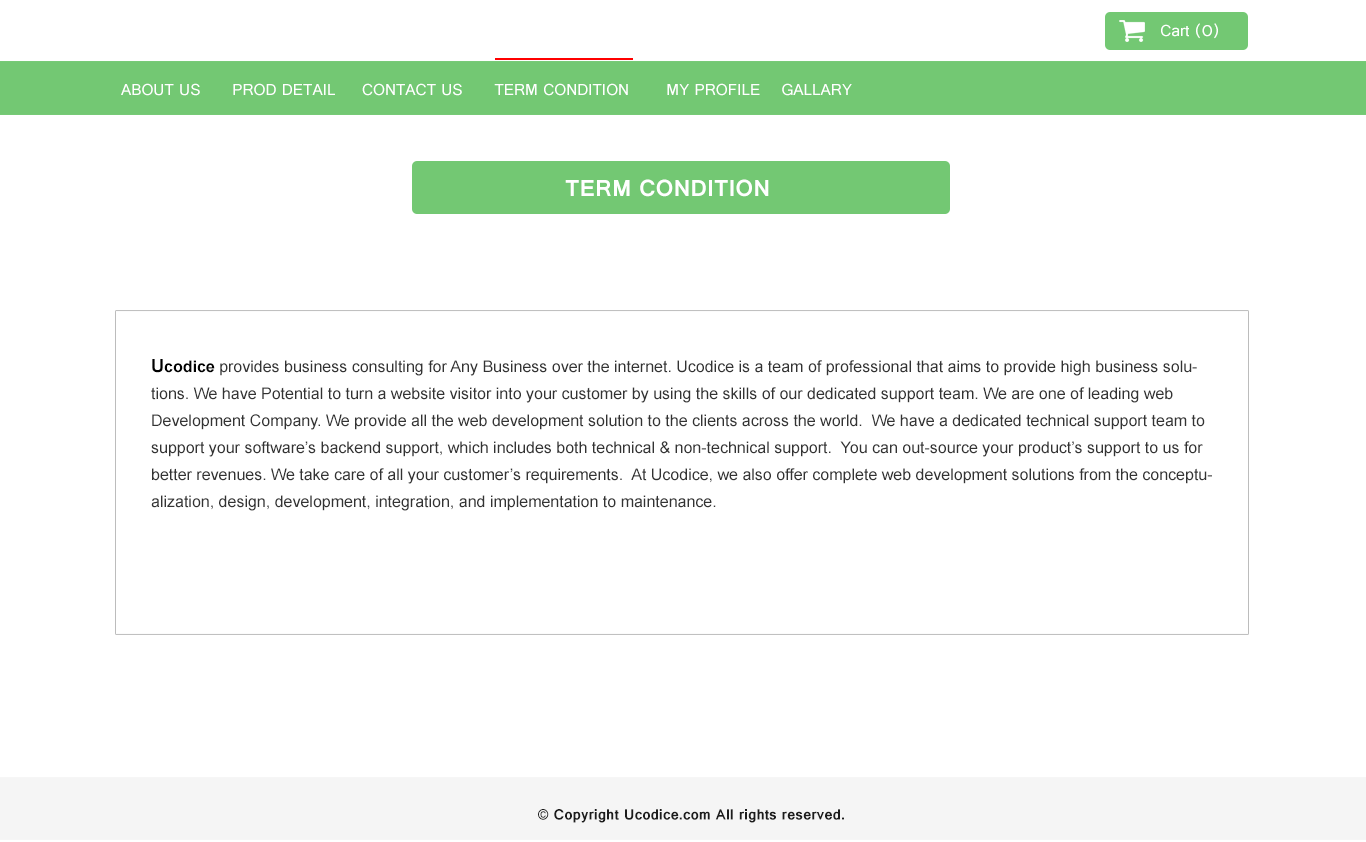 Cart (0)
ABOUT US PROD DETAIL CONTACT US TERM CONDITION MY PROFILE GALLARY
TERM CONDITION
Ucodice provides business consulting for Any Business over the internet. Ucodice is a team of professional that aims to provide high business solu-
tions. We have Potential to turn a website visitor into your customer by using the skills of our dedicated support team. We are one of leading web
Development Company. We provide all the web development solution to the clients across the world.  We have a dedicated technical support team to
support your software’s backend support, which includes both technical & non-technical support.  You can out-source your product’s support to us for
better revenues. We take care of all your customer’s requirements.  At Ucodice, we also offer complete web development solutions from the conceptu-
alization, design, development, integration, and implementation to maintenance.
© Copyright Ucodice.com All rights reserved.